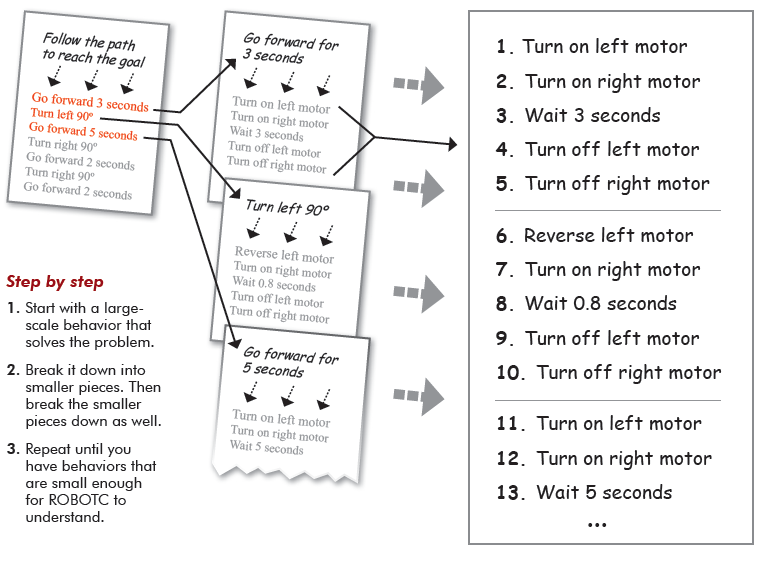 Follow the path
to reach the goal
Go forward 3 seconds
Turn left 90º
Go forward 5 seconds
Turn right 90º
Go forward 2 seconds
Turn right 90º
Go forward 2 seconds
Go forward for
3 seconds
Turn on left motor
Turn on right motor
Wait 3 seconds
Turn off left motor
Turn off right motor
Turn left 90º
Reverse left motor
Turn on right motor
Wait 0.8 seconds
Turn off left motor
Turn off right motor
Go forward for
5 seconds
Turn on left motor
Turn on right motor
Wait 5 seconds
1. Turn on left motor
2. Turn on right motor
3. Wait 3 seconds
4. Turn off left motor
5. Turn off right motor
6. Reverse left motor
7. Turn on right motor
8. Wait 0.8 seconds
9. Turn off left motor
10. Turn off right motor
11. Turn on left motor
12. Turn on right motor
13. Wait 5 seconds
...
Step by step
1. Start with a large-
scale behavior that
solves the problem.
2. Break it down into
smaller pieces. Then
break the smaller
pieces down as well.
3. Repeat until you
have behaviors that
are small enough
for ROBOTC to
understand.